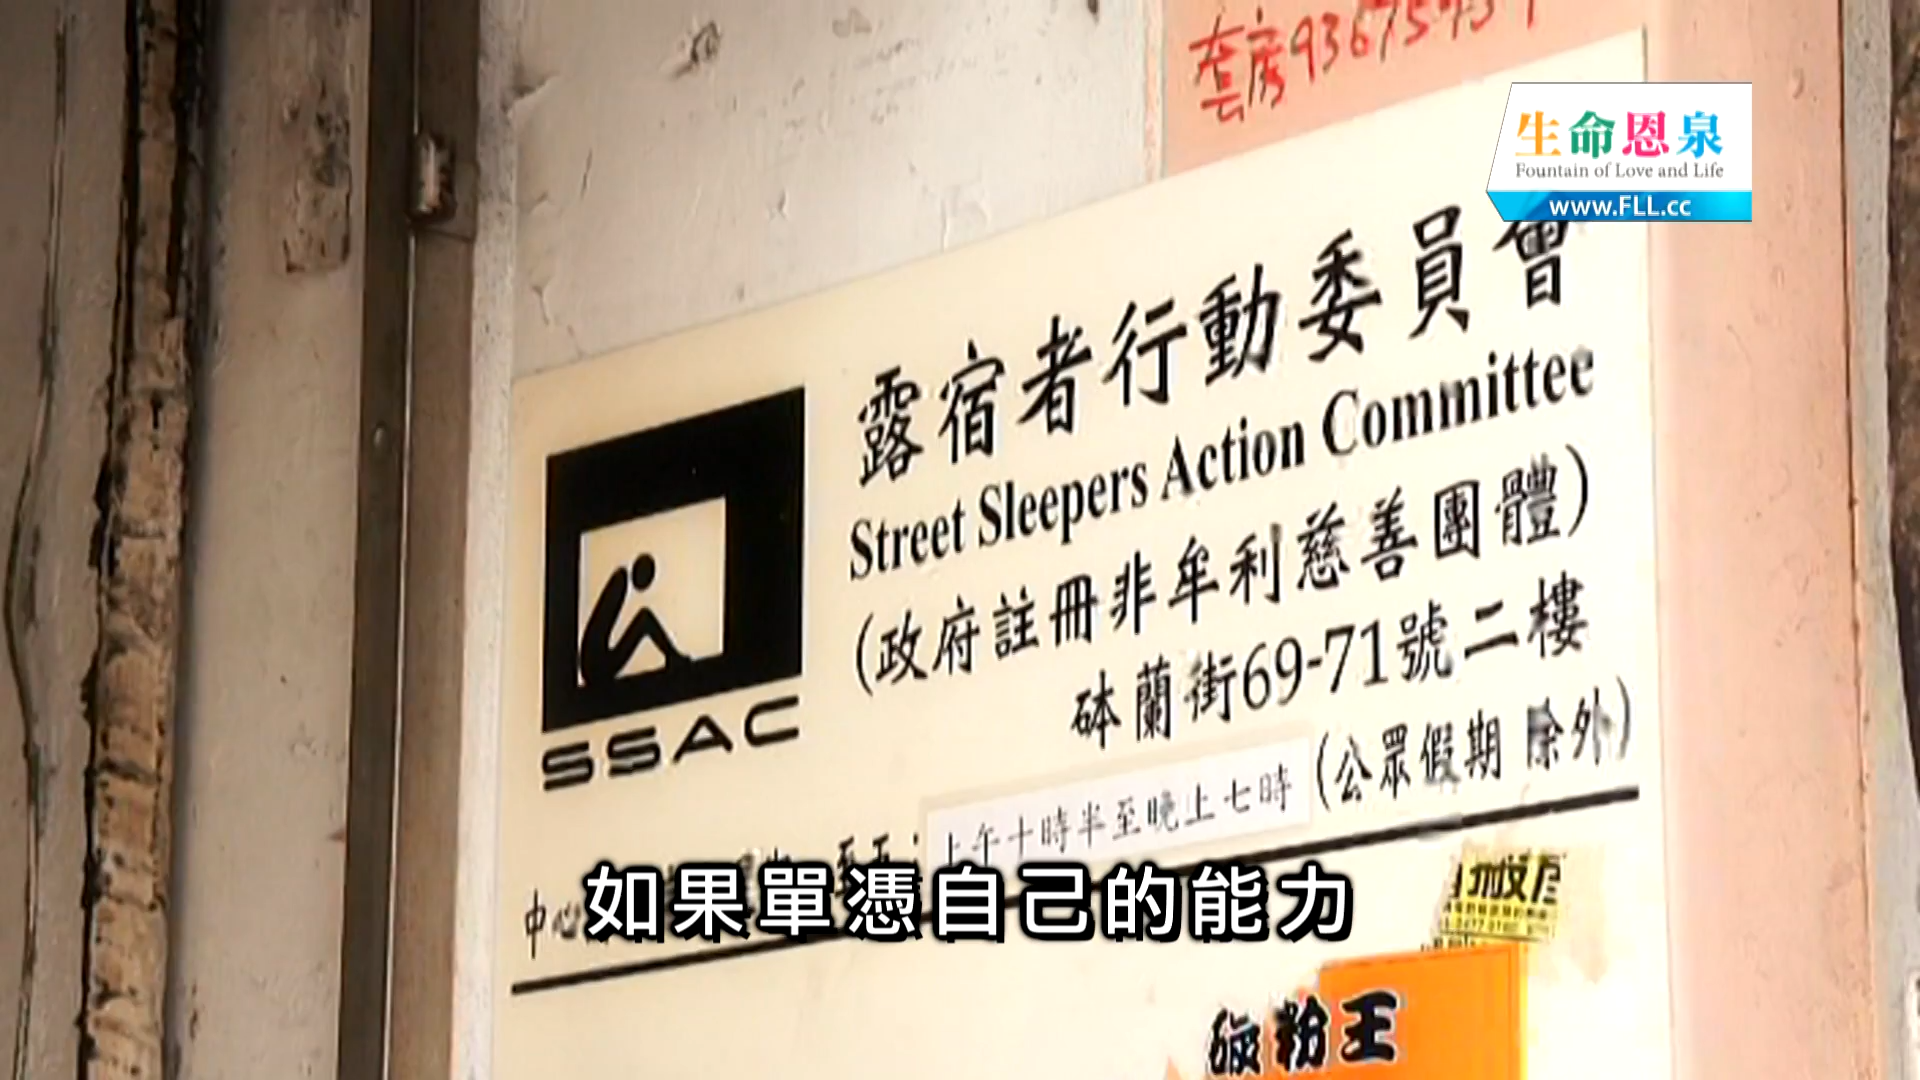 套房93675
生命恩泉
Fountain of Love and Life
www.FLL.cc
露宿者行動委員會
Street Sleepers Action Committee
(政府註冊非牟利慈善團體)
砵蘭街69-71號二樓
(公眾假期 除外)
上午十時半至晚上七時
SSAC
中心
如果單憑自己的能力
粉王